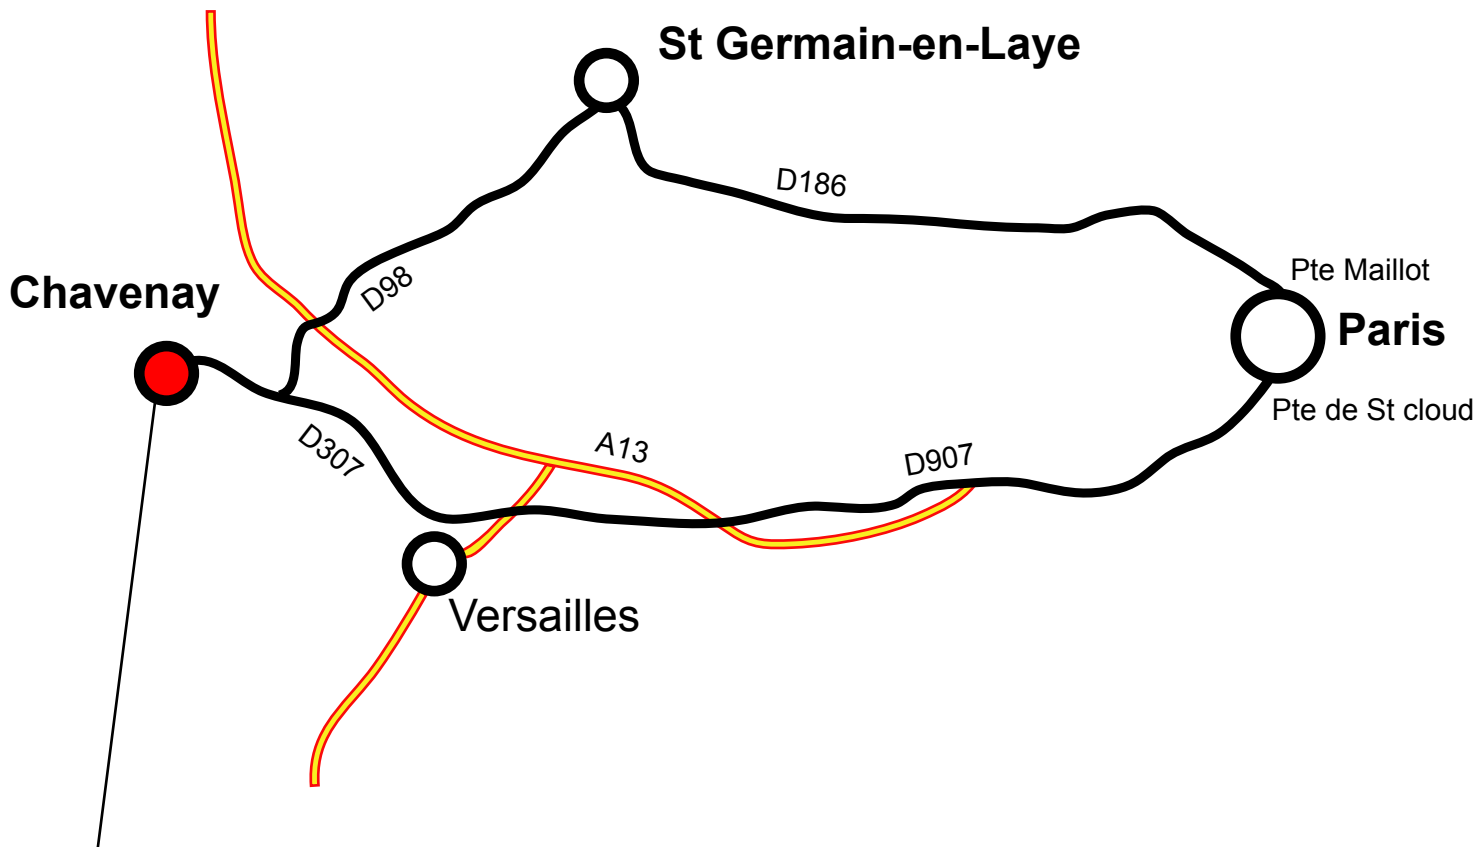 St Germain-en-Laye
D186
Pte Maillot
Chavenay
D98
Paris
Pte de St cloud
D307
A13
D907
Versailles